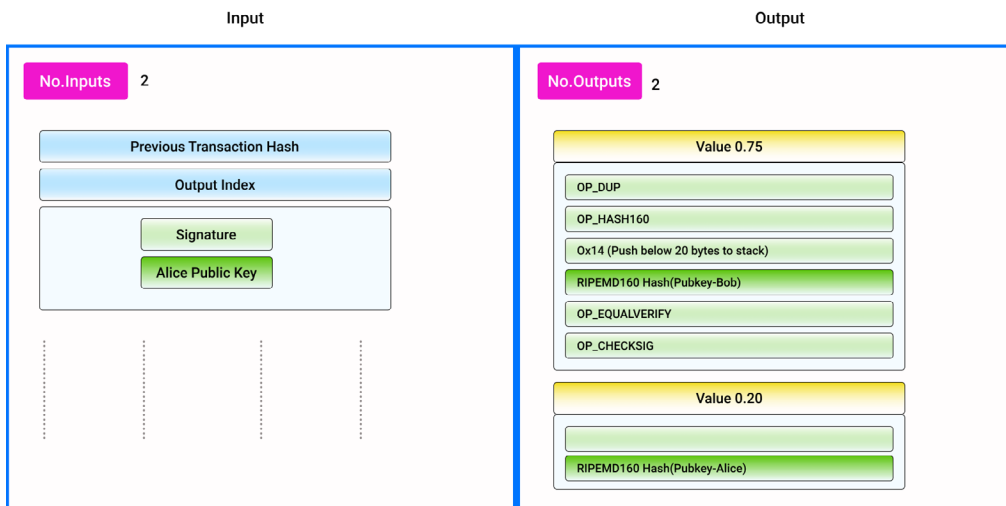 Input
Output
No.Inputs
2
Previous Transaction Hash
Output Index
Signature
Alice Public Key
No.Outputs
2
Value 0.75
OP_DUP
OP_HASH160
Ox14 (Push below 20 bytes to stack)
RIPEMD160 Hash(Pubkey-Bob)
OP_EQUALVERIFY
OP_CHECKSIG
Value 0.20
RIPEMD160 Hash(Pubkey-Alice)